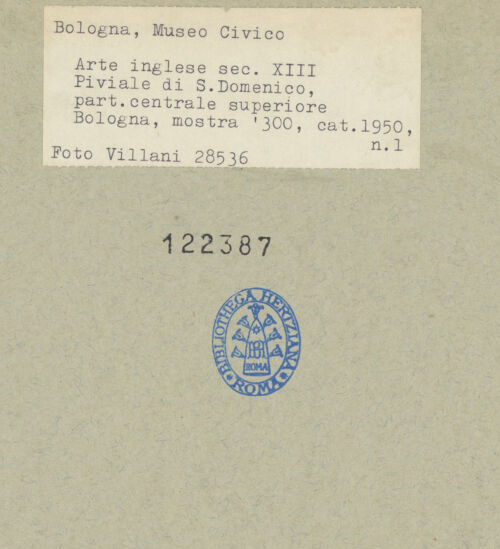 Bologna, Museo Civico
Arte inglese sec. XIII
Piviale di S.Domenico,
part.centrale superiore
Bologna, mostra '300, cat.1950,
n.1
Foto Villani 28536
122387
BIBLIOTHECA HERTZIANA
ROMA
ROMA